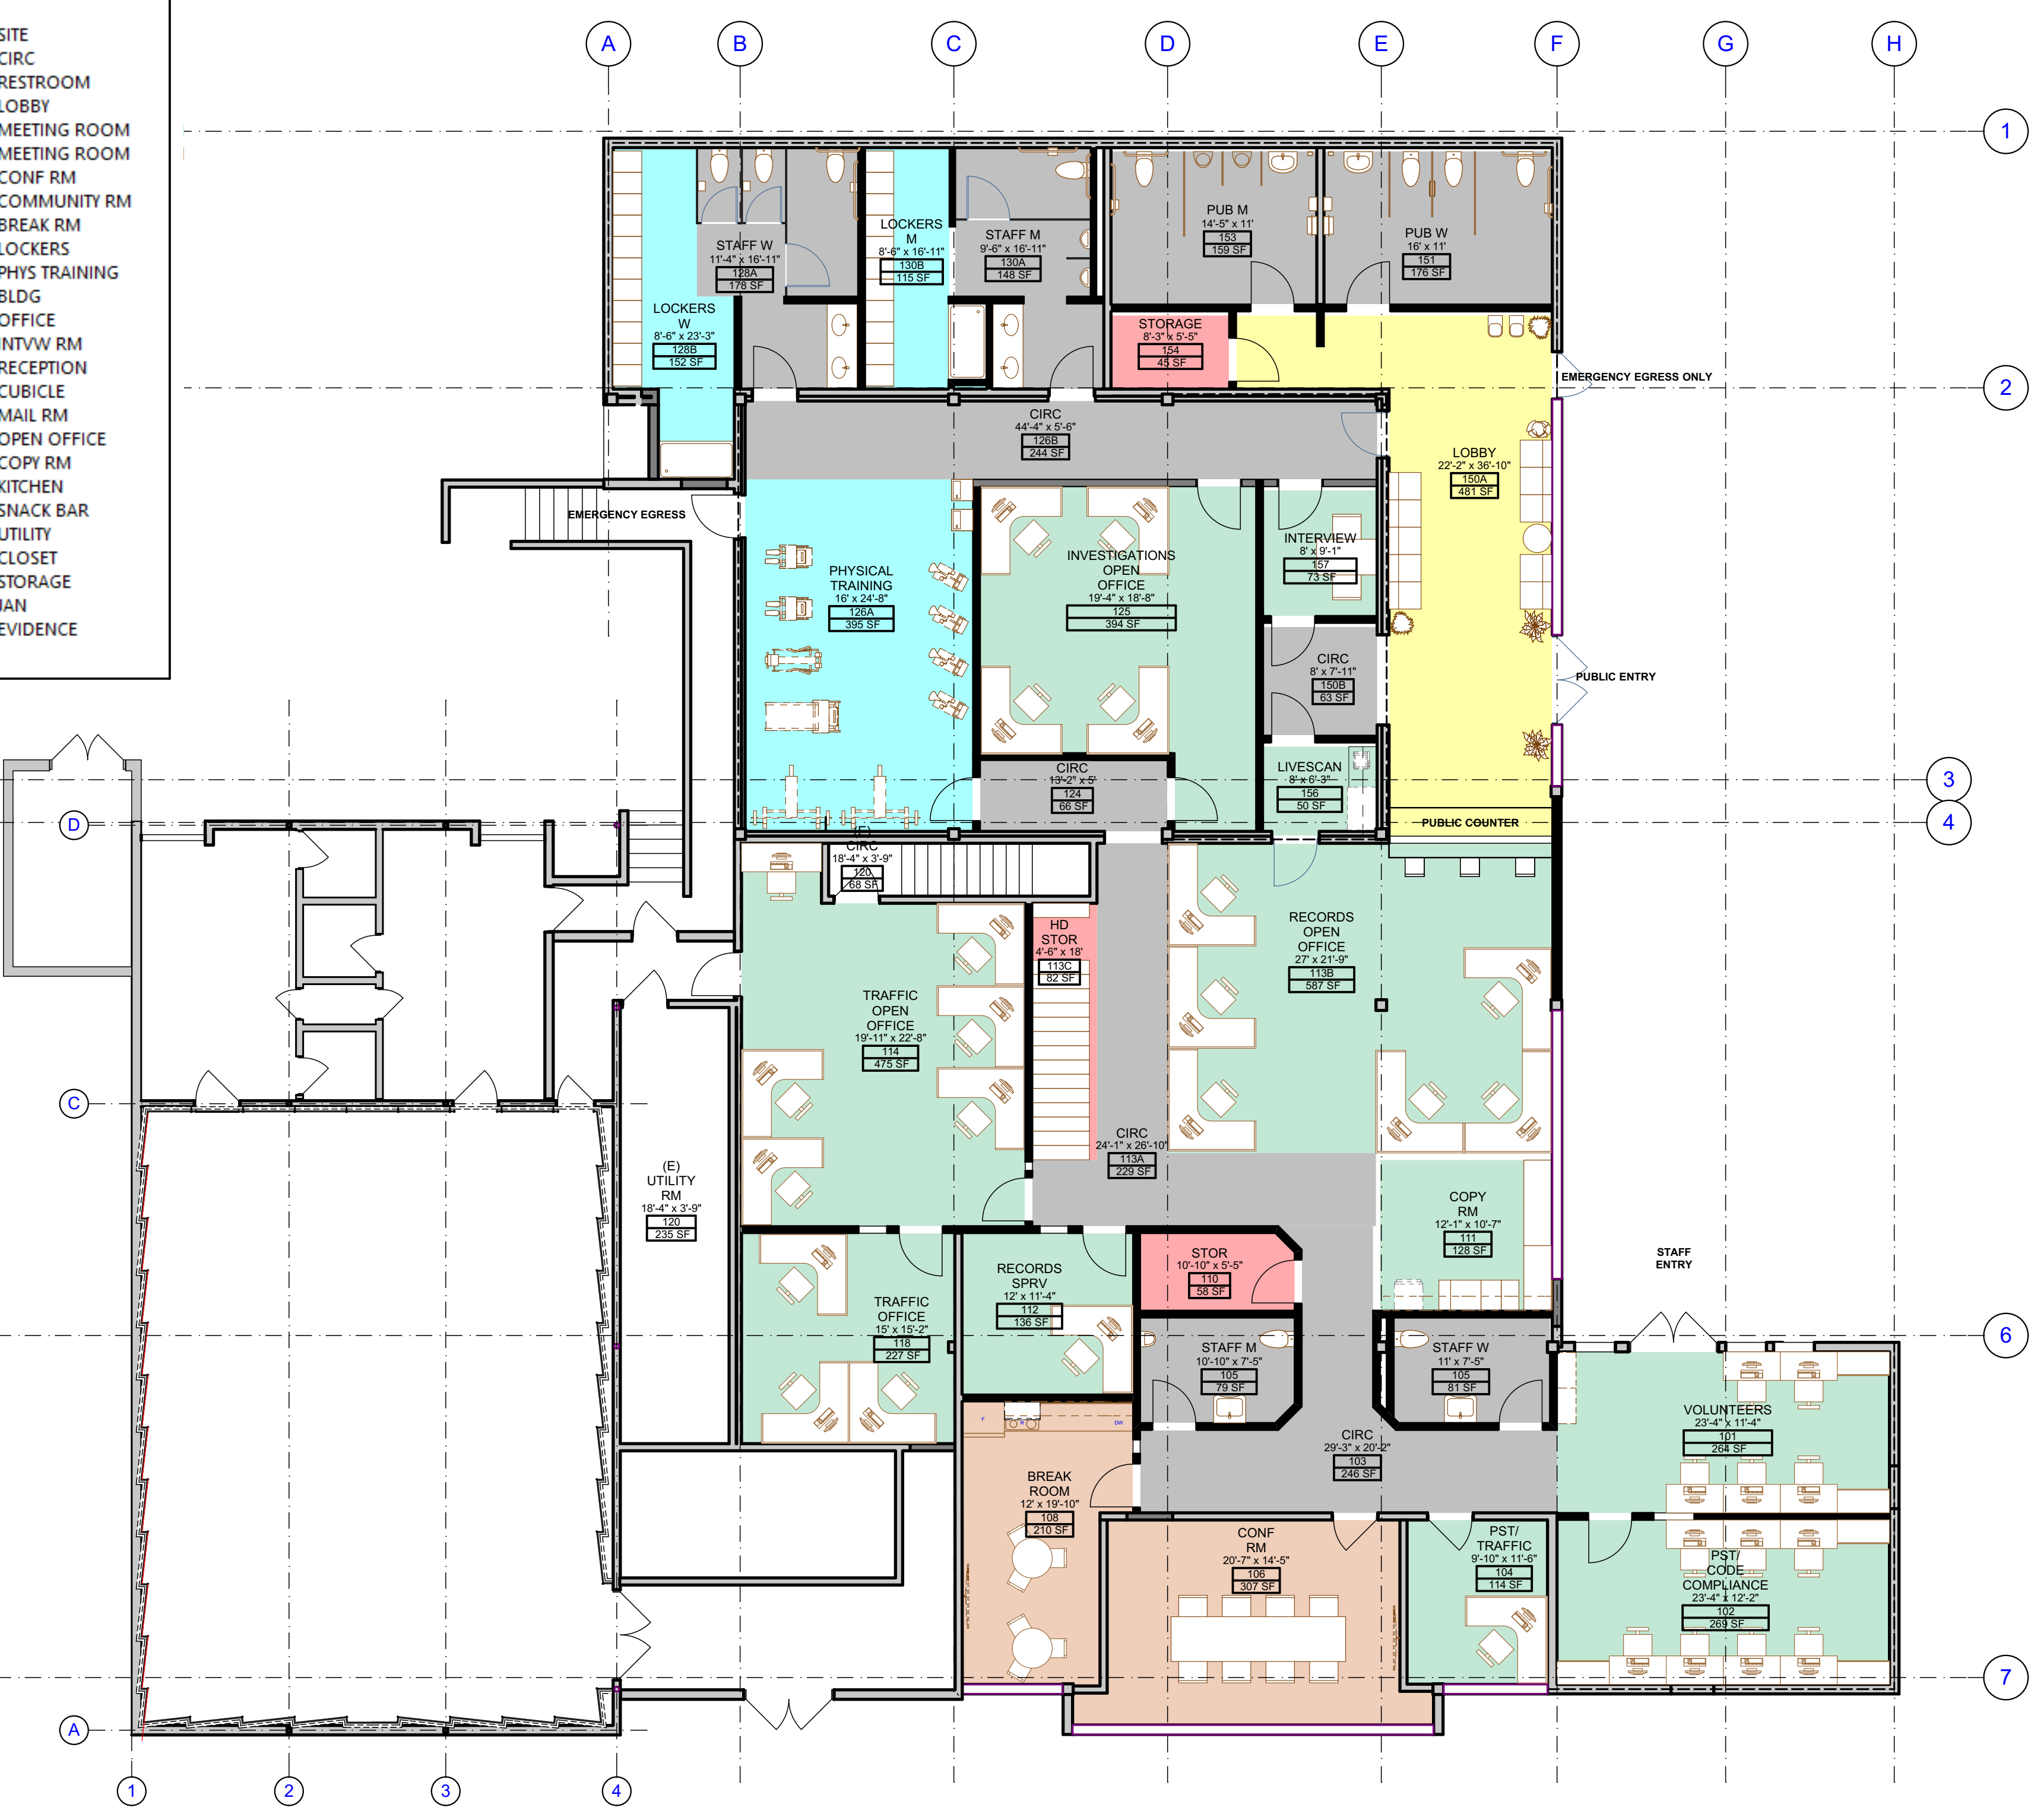 SITE
CIRC
RESTROOM
LOBBY
MEETING ROOM
MEETING ROOM
CONF RM
COMMUNITY RM
BREAK RM
LOCKERS
PHYS TRAINING
BLDG
OFFICE
INTVW RM
RECEPTION
CUBICLE
MAIL RM
OPEN OFFICE
COPY RM
KITCHEN
SNACK BAR
UTILITY
CLOSET
STORAGE
JAN
EVIDENCE
A
B
C
D
E
F
G
H
1
2
3
4
6
7
D
C
A
1
2
3
4
LOCKERS
W
8'-6" x 23'-3"
128B
152 SF
STAFF W
11'-4" x 16'-11"
128A
178 SF
LOCKERS
M
8'-6" x 16'-11"
130B
115 SF
STAFF M
9'-6" x 16'-11"
130A
148 SF
PUB M
14'-5" x 11'
153
159 SF
PUB W
16' x 11'
151
176 SF
STORAGE
8'-3" x 5'-5"
154
45 SF
EMERGENCY EGRESS ONLY
CIRC
44'-4" x 5'-6"
126B
244 SF
LOBBY
22'-2" x 36'-10"
150A
481 SF
EMERGENCY EGRESS
PHYSICAL
TRAINING
16' x 24'-8"
126A
395 SF
INVESTIGATIONS
OPEN
OFFICE
19'-4" x 18'-8"
125
394 SF
INTERVIEW
8' x 9'-1"
157
73 SF
CIRC
8' x 7'-11"
150B
63 SF
PUBLIC ENTRY
CIRC
13'-2" x 5'
124
66 SF
LIVESCAN
8' x 6'-3"
156
50 SF
PUBLIC COUNTER
(E)
CIRC
18'-4" x 3'-9"
120
68 SF
HD
STOR
4'-6" x 18'
113C
82 SF
RECORDS
OPEN
OFFICE
27' x 21'-9"
113B
587 SF
TRAFFIC
OPEN
OFFICE
19'-11" x 22'-8"
114
475 SF
CIRC
24'-1" x 26'-10"
113A
229 SF
(E)
UTILITY
RM
18'-4" x 3'-9"
120
235 SF
COPY
RM
12'-1" x 10'-7"
111
128 SF
STAFF
ENTRY
STOR
10'-10" x 5'-5"
110
58 SF
RECORDS
SPRV
12' x 11'-4"
112
136 SF
TRAFFIC
OFFICE
15' x 15'-2"
118
227 SF
STAFF M
10'-10" x 7'-5"
105
79 SF
STAFF W
11' x 7'-5"
105
81 SF
VOLUNTEERS
23'-4" x 11'-4"
101
264 SF
F
R
DW
CIRC
29'-3" x 20'-2"
103
246 SF
BREAK
ROOM
12' x 19'-10"
108
210 SF
CONF
RM
20'-7" x 14'-5"
106
307 SF
PST/
TRAFFIC
9'-10" x 11'-6"
104
114 SF
PST/
CODE
COMPLIANCE
23'-4" x 12'-2"
102
269 SF